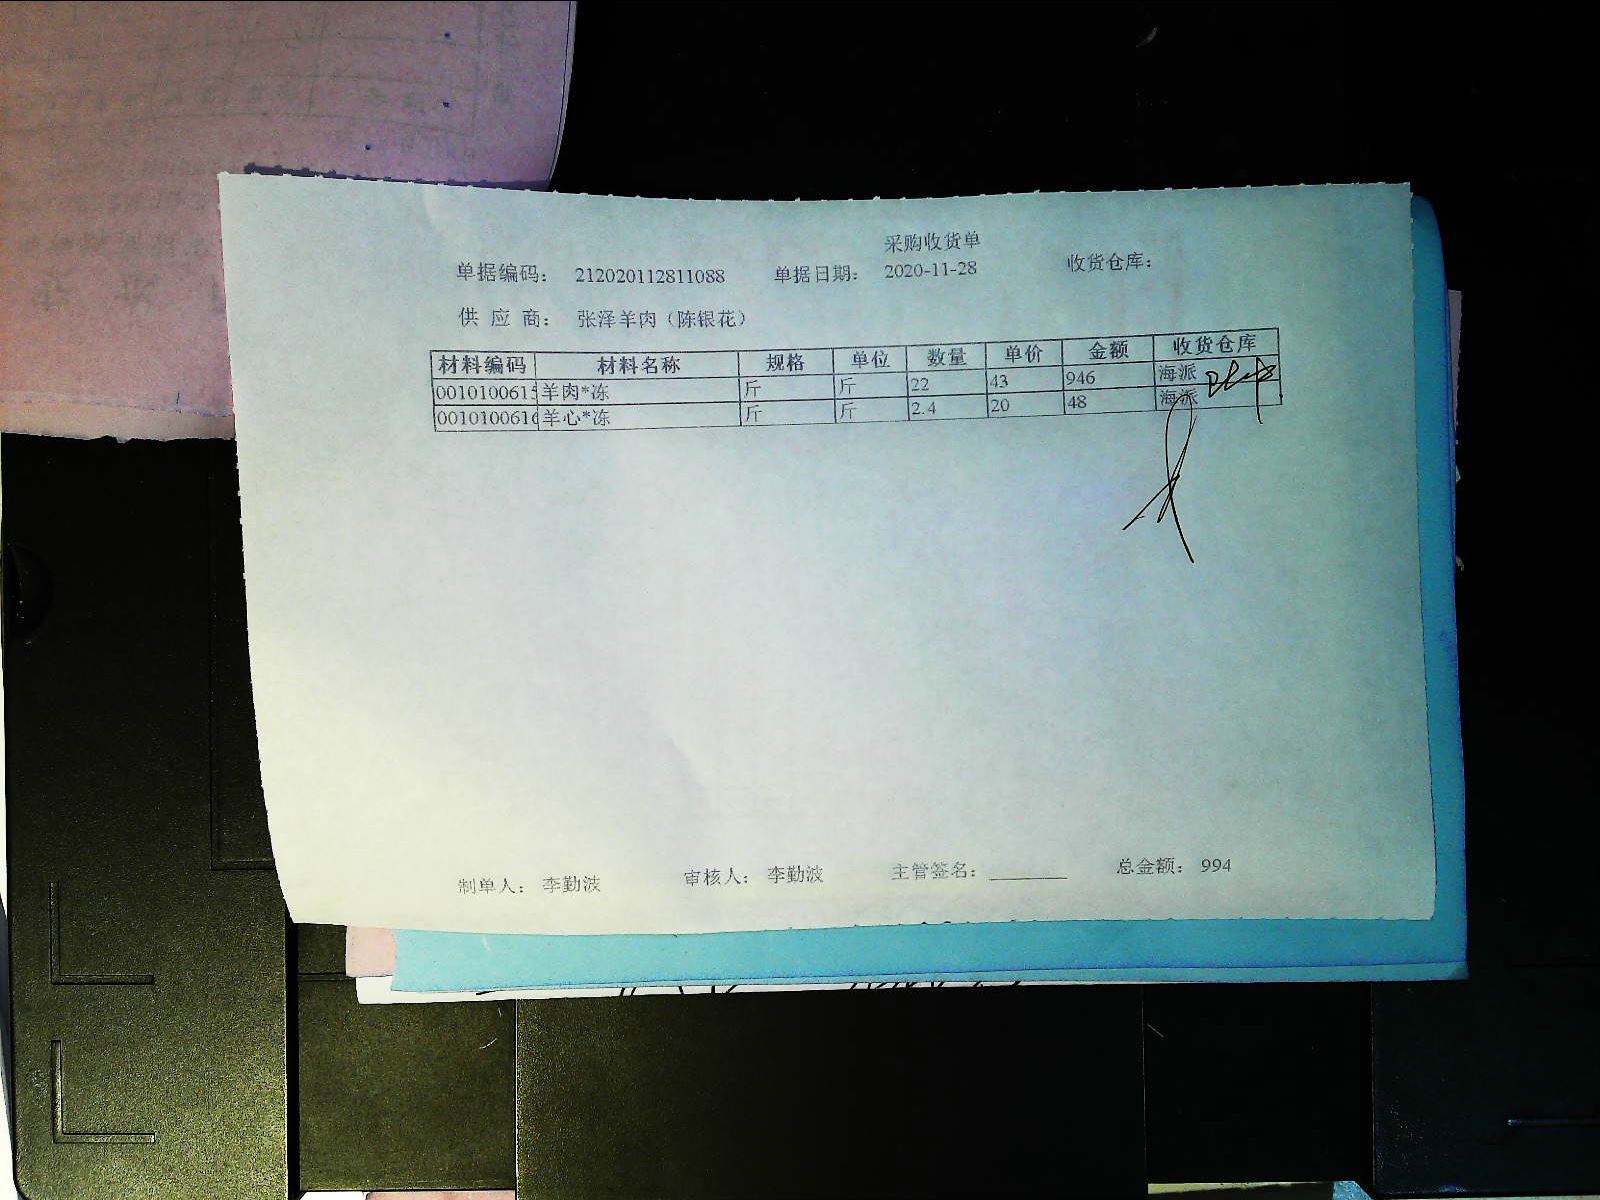 采购收货单
单据编码： 212020112811088 单据日期： 2020-11-28 收货仓库：
供 应 商： 张泽羊肉（陈银花）
材料编码 材料名称 规格 单位 数量 单价 金额 收货仓库
0010100615 羊肉*冻 斤 斤 22 43 946 海派
0010100616 羊心*冻 斤 斤 2.4 20 48 海派
制单人： 李勤波 审核人： 李勤波 主管签名： ________ 总金额： 994